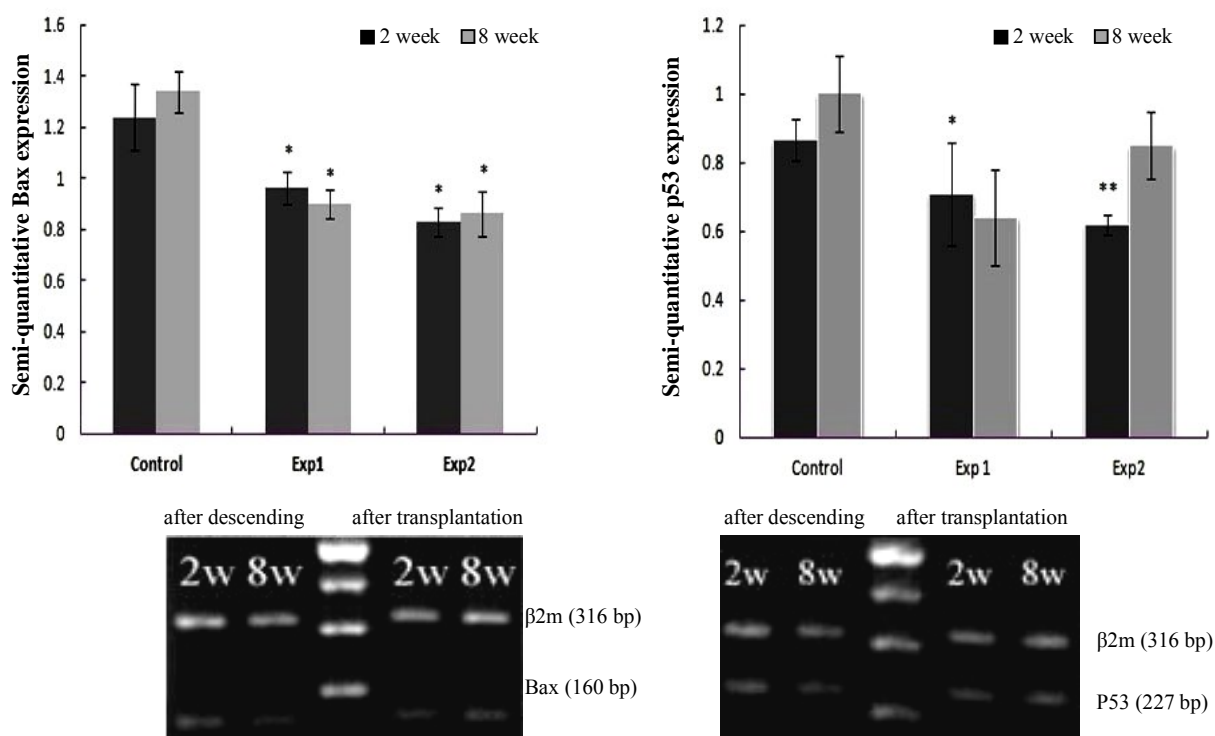 Semi-quantitative Bax expression
1.6
1.4
1.2
1
0.8
0.6
0.4
0.2
0
2 week 8 week
*
*
*
*
Control Exp1 Exp2
Semi-quantitative p53 expression
1.2
1
0.8
0.6
0.4
0.2
0
2 week 8 week
*
**
Control Exp 1 Exp2
after descending after transplantation
2w 8w 2w 8w
β2m (316 bp)
Bax (160 bp)
after descending after transplantation
2w 8w 2w 8w
β2m (316 bp)
P53 (227 bp)